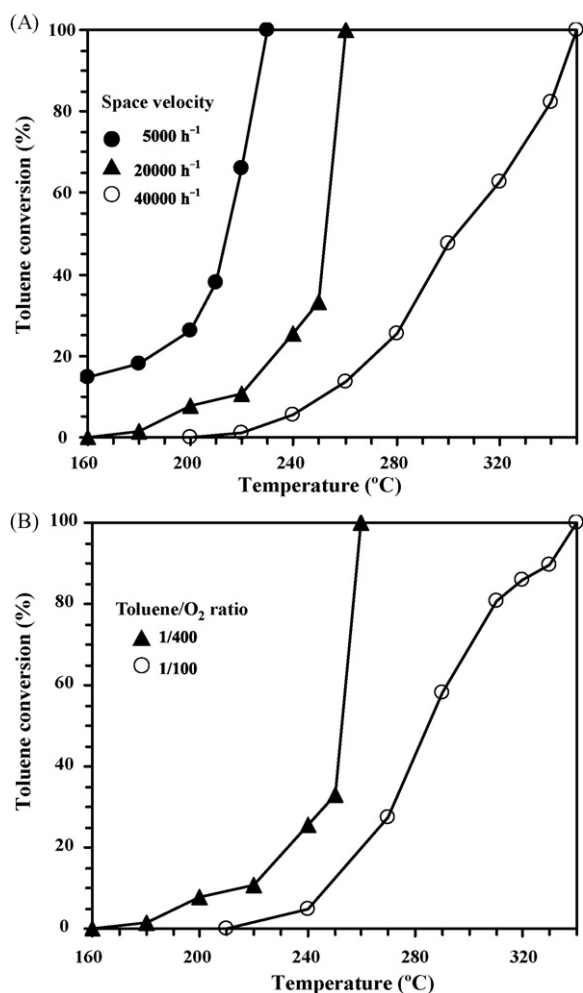 (A)
100
80
60
40
20
0
Toluene conversion (%)
Space velocity
5000 h⁻¹
20000 h⁻¹
40000 h⁻¹
160 200 240 280 320
Temperature (ºC)
(B)
100
80
60
40
20
0
Toluene conversion (%)
Toluene/O₂ ratio
1/400
1/100
160 200 240 280 320
Temperature (ºC)